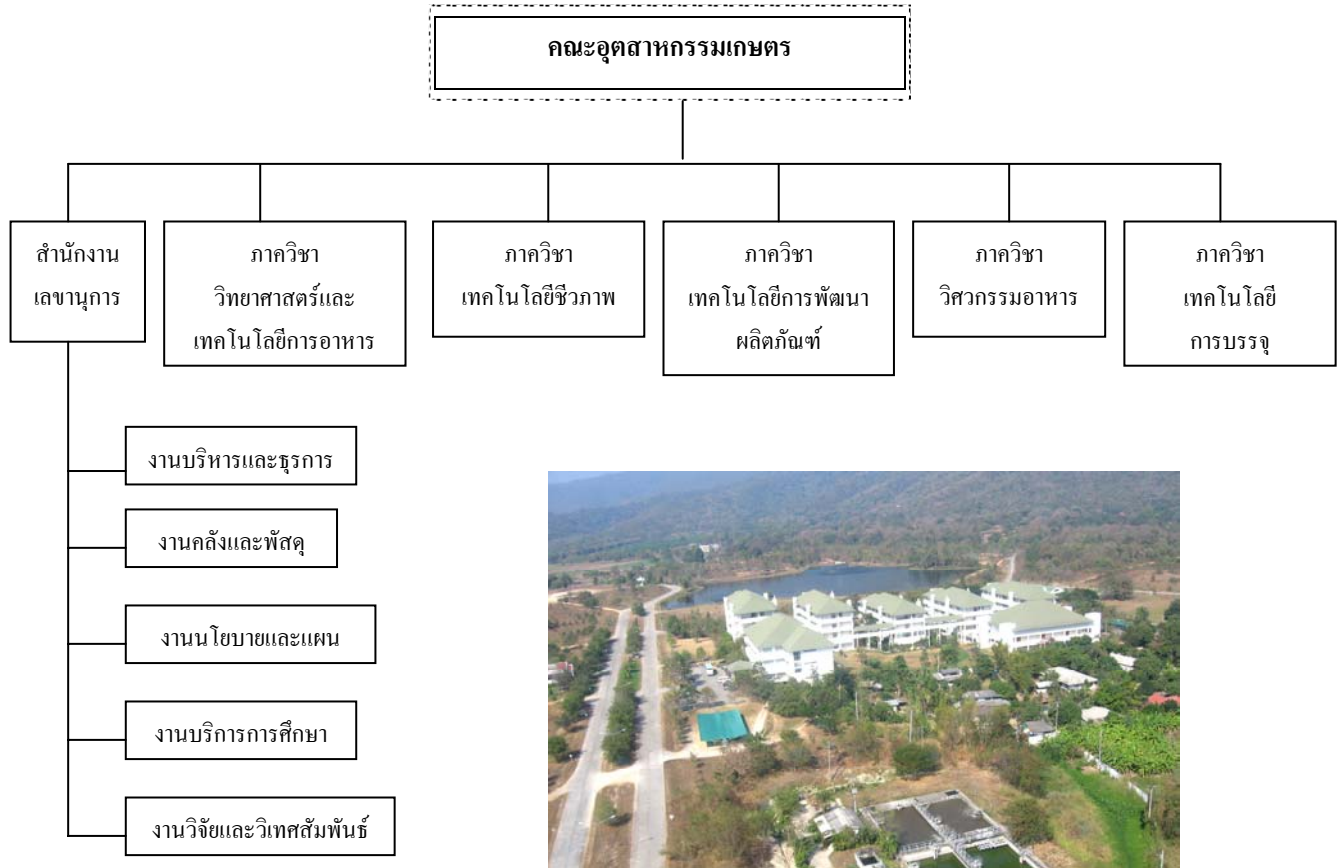 คณะอุตสาหกรรมเกษตร
สำนักงาน
เลขานุการ
ภาควิชา
วิทยาศาสตร์และ
เทคโนโลยีการอาหาร
ภาควิชา
เทคโนโลยีชีวภาพ
ภาควิชา
เทคโนโลยีการพัฒนา
ผลิตภัณฑ์
ภาควิชา
วิศวกรรมอาหาร
ภาควิชา
เทคโนโลยี
การบรรจุ
งานบริหารและธุรการ
งานคลังและพัสดุ
งานนโยบายและแผน
งานบริการการศึกษา
งานวิจัยและวิเทศสัมพันธ์